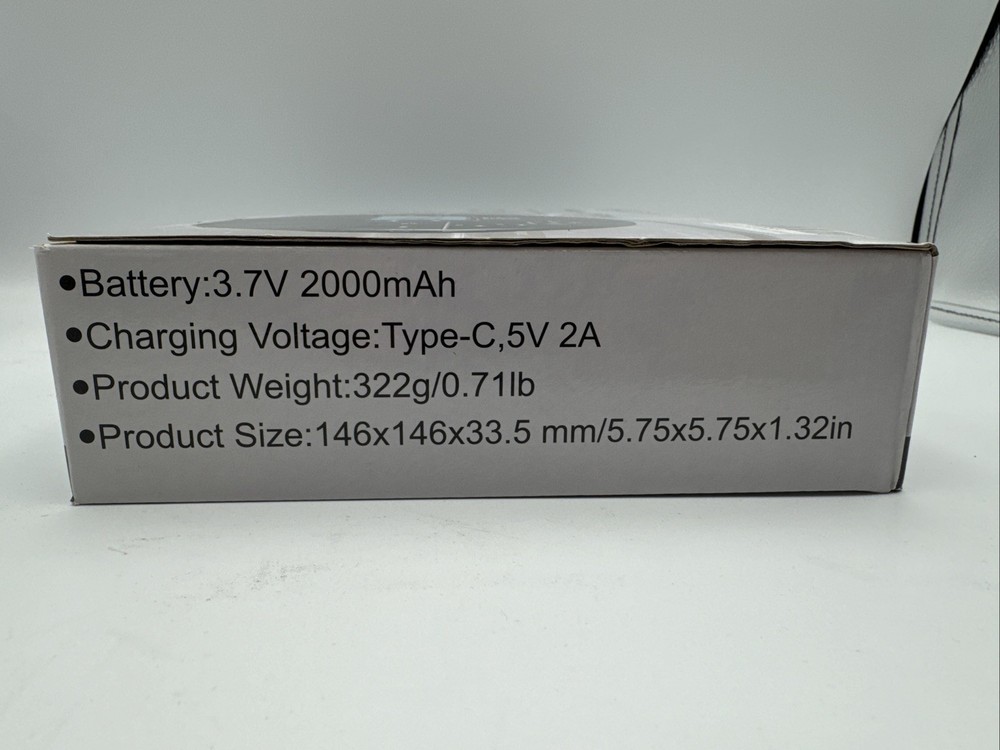 ●Battery:3.7V 2000mAh
●Charging Voltage:Type-C,5V 2A
●Product Weight:322g/0.71lb
●Product Size:146x146x33.5 mm/5.75x5.75x1.32in